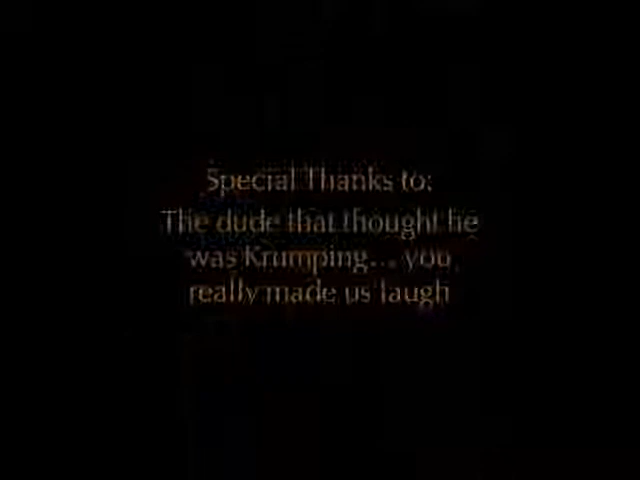 Special Thanks to:
The dude that thought he
was Krumping... you
really made us laugh